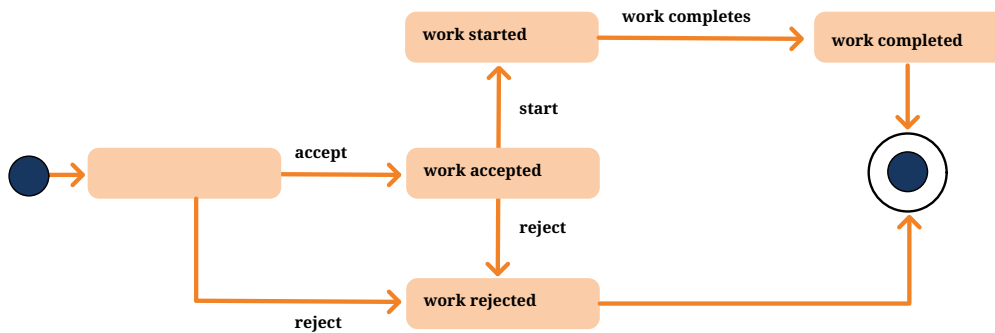 work started
work completes
work completed
start
accept
work accepted
reject
work rejected
reject